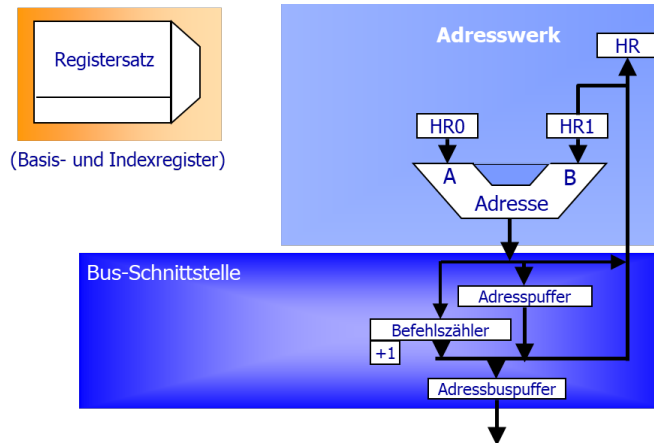 Registersatz
(Basis- und Indexregister)
Adresswerk
HR
HR0
HR1
A
B
Adresse
Bus-Schnittstelle
Adresspuffer
Befehlszähler
+1
Adressbuspuffer